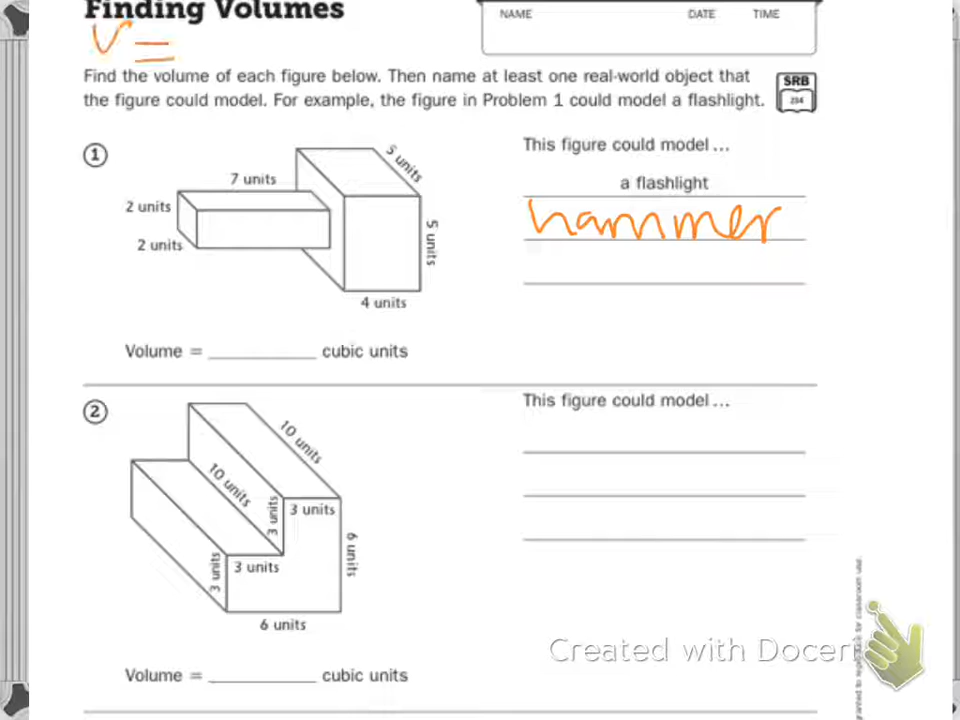 Finding Volumes
NAME DATE TIME
V =
Find the volume of each figure below. Then name at least one real-world object that
the figure could model. For example, the figure in Problem 1 could model a flashlight.
SRB
234
1
This figure could model...
a flashlight
hammer
7 units
5 units
2 units
2 units
5 units
4 units
Volume = __________ cubic units
2
This figure could model...
10 units
10 units
3 units
3 units
6 units
3 units
3 units
6 units
Volume = __________ cubic units
Created with Doceri